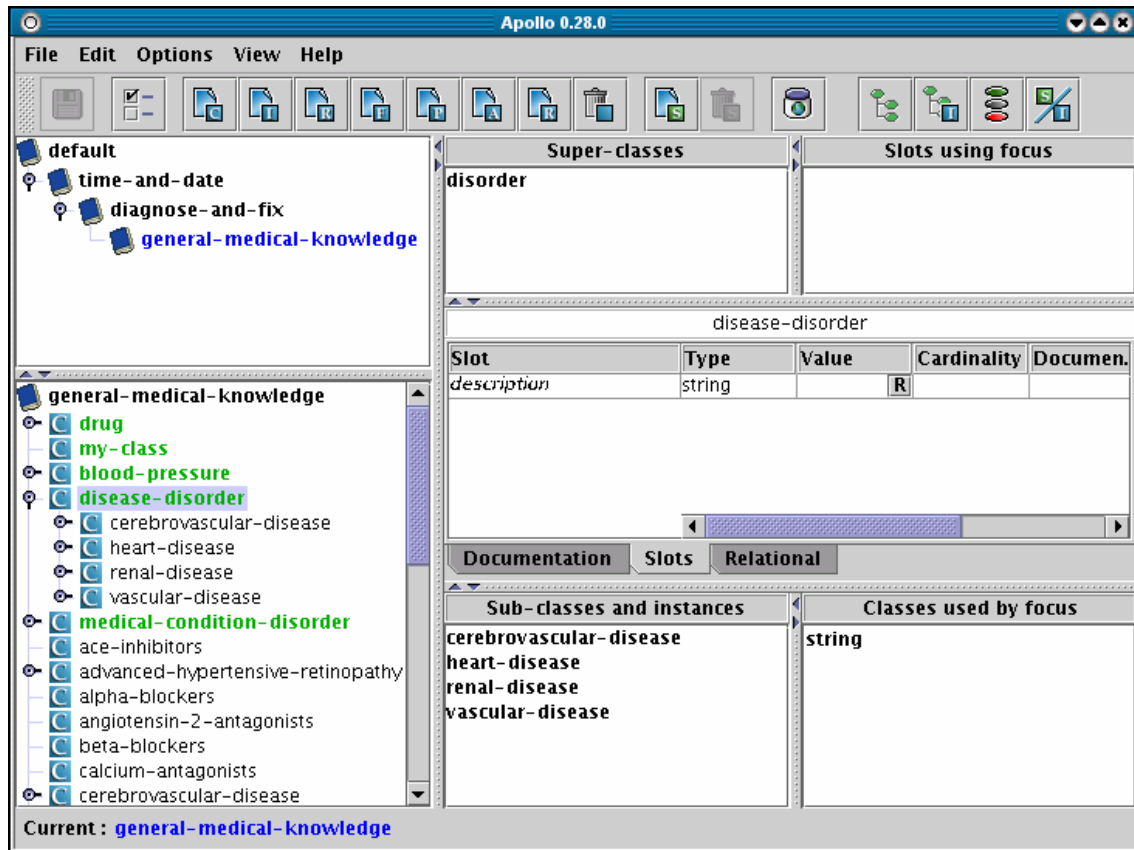 Apollo 0.28.0
File Edit Options View Help
C I R F P A R S I S/I
default
time-and-date
diagnose-and-fix
general-medical-knowledge
Super-classes
disorder
Slots using focus
disease-disorder
Slot Type Value Cardinality Documen.
description string R
Documentation Slots Relational
general-medical-knowledge
C drug
C my-class
C blood-pressure
C disease-disorder
C cerebrovascular-disease
C heart-disease
C renal-disease
C vascular-disease
C medical-condition-disorder
C ace-inhibitors
C advanced-hypertensive-retinopathy
C alpha-blockers
C angiotensin-2-antagonists
C beta-blockers
C calcium-antagonists
C cerebrovascular-disease
Sub-classes and instances
cerebrovascular-disease
heart-disease
renal-disease
vascular-disease
Classes used by focus
string
Current : general-medical-knowledge